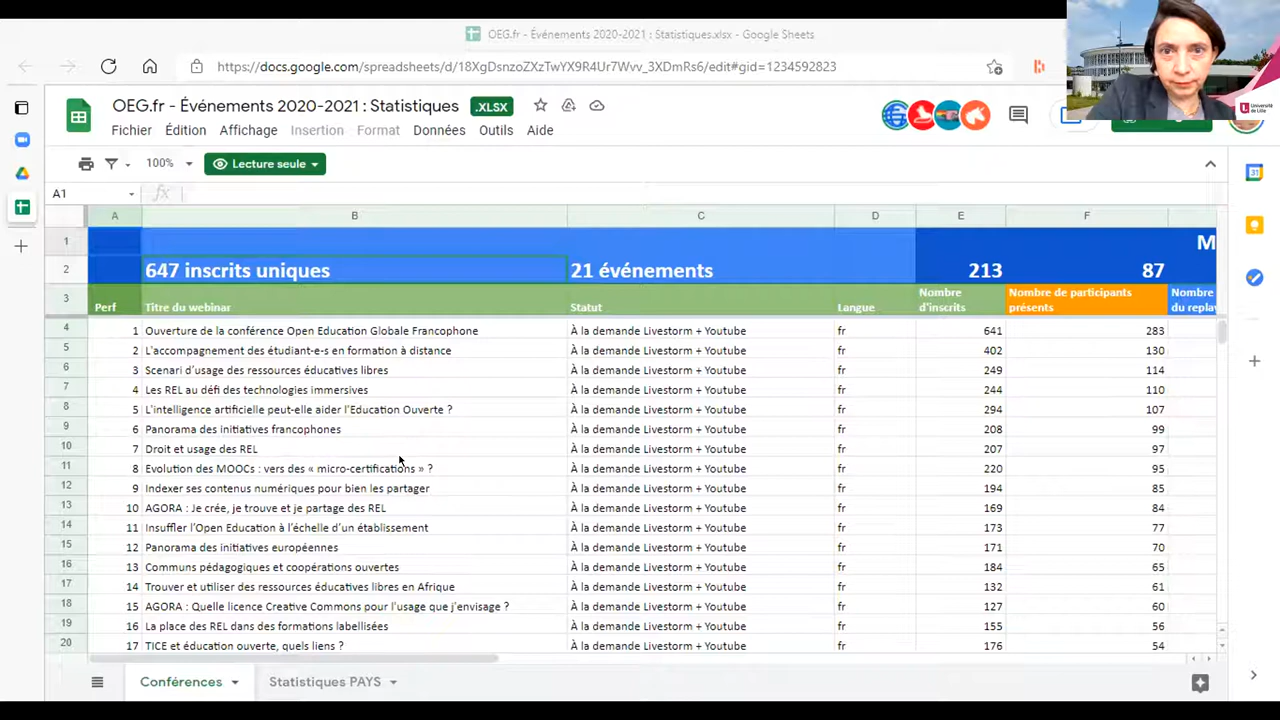 OEG.fr - Événements 2020-2021 : Statistiques.xlsx - Google Sheets
OEG.fr - Événements 2020-2021 : Statistiques .XLSX
Fichier Édition Affichage Insertion Format Données Outils Aide
100% Lecture seule
A1 fx
A B C D E F
1 M
2 647 inscrits uniques 21 événements 213 87
3 Perf Titre du webinar Statut Langue Nombre d'inscrits Nombre de participants présents Nombre du replay
4 1 Ouverture de la conférence Open Education Globale Francophone À la demande Livestorm + Youtube fr 641 283
5 2 L'accompagnement des étudiant-e-s en formation à distance À la demande Livestorm + Youtube fr 402 130
6 3 Scenari d'usage des ressources éducatives libres À la demande Livestorm + Youtube fr 249 114
7 4 Les REL au défi des technologies immersives À la demande Livestorm + Youtube fr 244 110
8 5 L'intelligence artificielle peut-elle aider l'Education Ouverte ? À la demande Livestorm + Youtube fr 294 107
9 6 Panorama des initiatives francophones À la demande Livestorm + Youtube fr 208 99
10 7 Droit et usage des REL À la demande Livestorm + Youtube fr 207 97
11 8 Evolution des MOOCs : vers des « micro-certifications » ? À la demande Livestorm + Youtube fr 220 95
12 9 Indexer ses contenus numériques pour bien les partager À la demande Livestorm + Youtube fr 194 85
13 10 AGORA : Je crée, je trouve et je partage des REL À la demande Livestorm + Youtube fr 169 84
14 11 Insuffler l'Open Education à l'échelle d'un établissement À la demande Livestorm + Youtube fr 173 77
15 12 Panorama des initiatives européennes À la demande Livestorm + Youtube fr 171 70
16 13 Communs pédagogiques et coopérations ouvertes À la demande Livestorm + Youtube fr 184 65
17 14 Trouver et utiliser des ressources éducatives libres en Afrique À la demande Livestorm + Youtube fr 132 61
18 15 AGORA : Quelle licence Creative Commons pour l'usage que j'envisage ? À la demande Livestorm + Youtube fr 127 60
19 16 La place des REL dans des formations labellisées À la demande Livestorm + Youtube fr 155 56
20 17 TICE et éducation ouverte, quels liens ? À la demande Livestorm + Youtube fr 176 54
Conférences Statistiques PAYS
Université de Lille
31